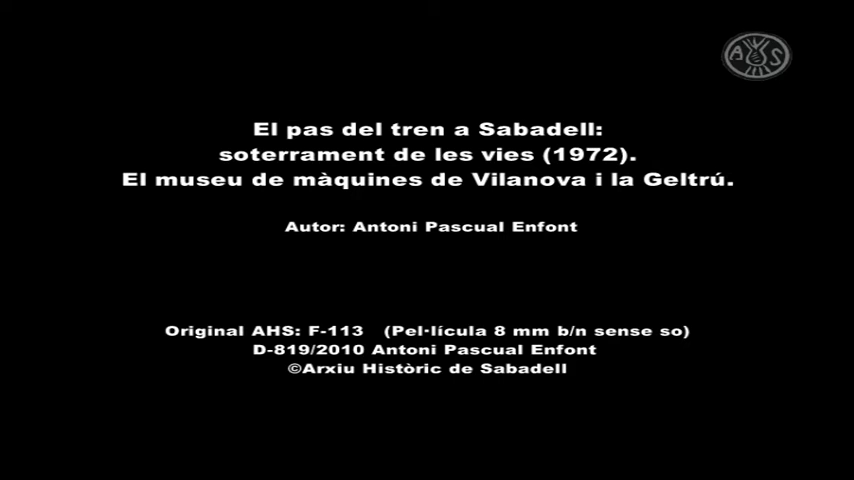 AHS
El pas del tren a Sabadell:
soterrament de les vies (1972).
El museu de màquines de Vilanova i la Geltrú.
Autor: Antoni Pascual Enfont
Original AHS: F-113 (Pel·lícula 8 mm b/n sense so)
D-819/2010 Antoni Pascual Enfont
©Arxiu Històric de Sabadell